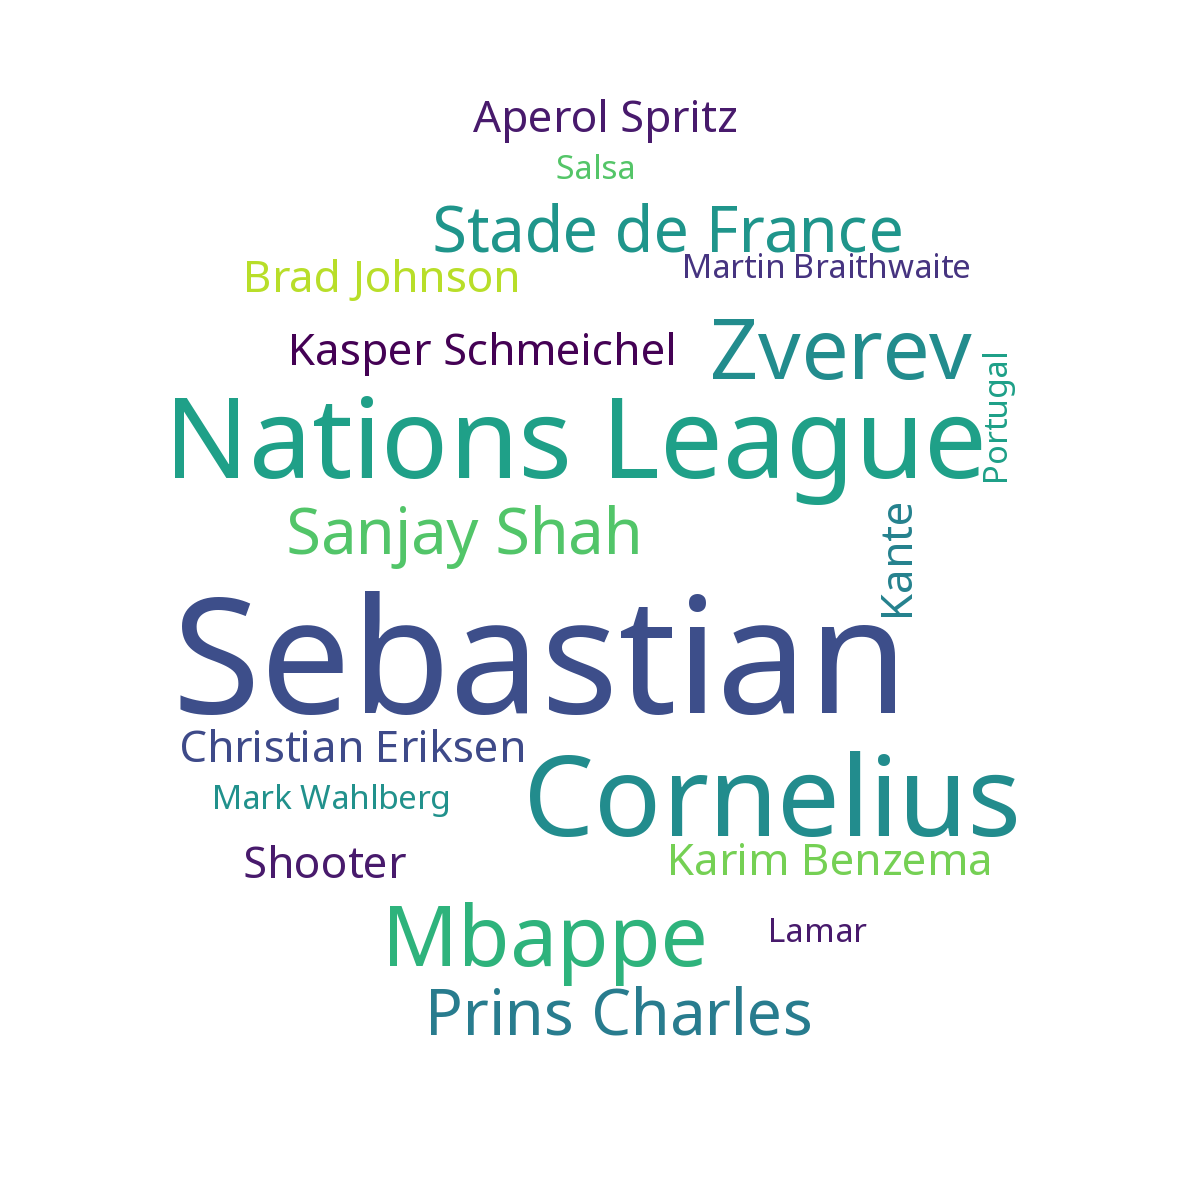 Aperol Spritz
Salsa
Stade de France
Martin Braithwaite
Brad Johnson
Kasper Schmeichel
Zverev
Portugal
Nations League
Sanjay Shah
Kante
Sebastian
Christian Eriksen
Mark Wahlberg
Cornelius
Shooter
Karim Benzema
Mbappe
Lamar
Prins Charles